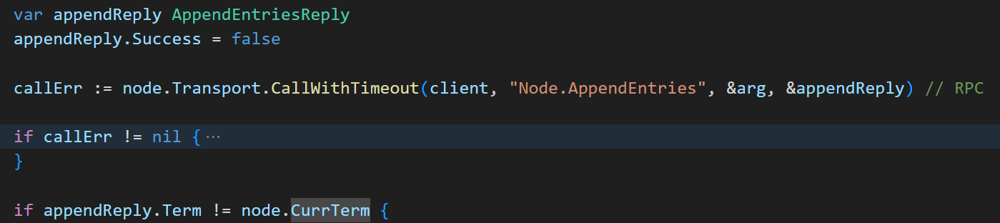 var appendReply AppendEntriesReply
appendReply.Success = false
callErr := node.Transport.CallWithTimeout(client, "Node.AppendEntries", &arg, &appendReply) // RPC
if callErr != nil { ···
}
if appendReply.Term != node.CurrTerm {